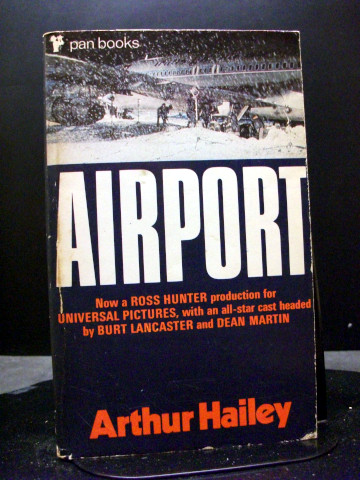 pan books
AIRPORT
Now a ROSS HUNTER production for
UNIVERSAL PICTURES, with an all-star cast headed
by BURT LANCASTER and DEAN MARTIN
Arthur Hailey